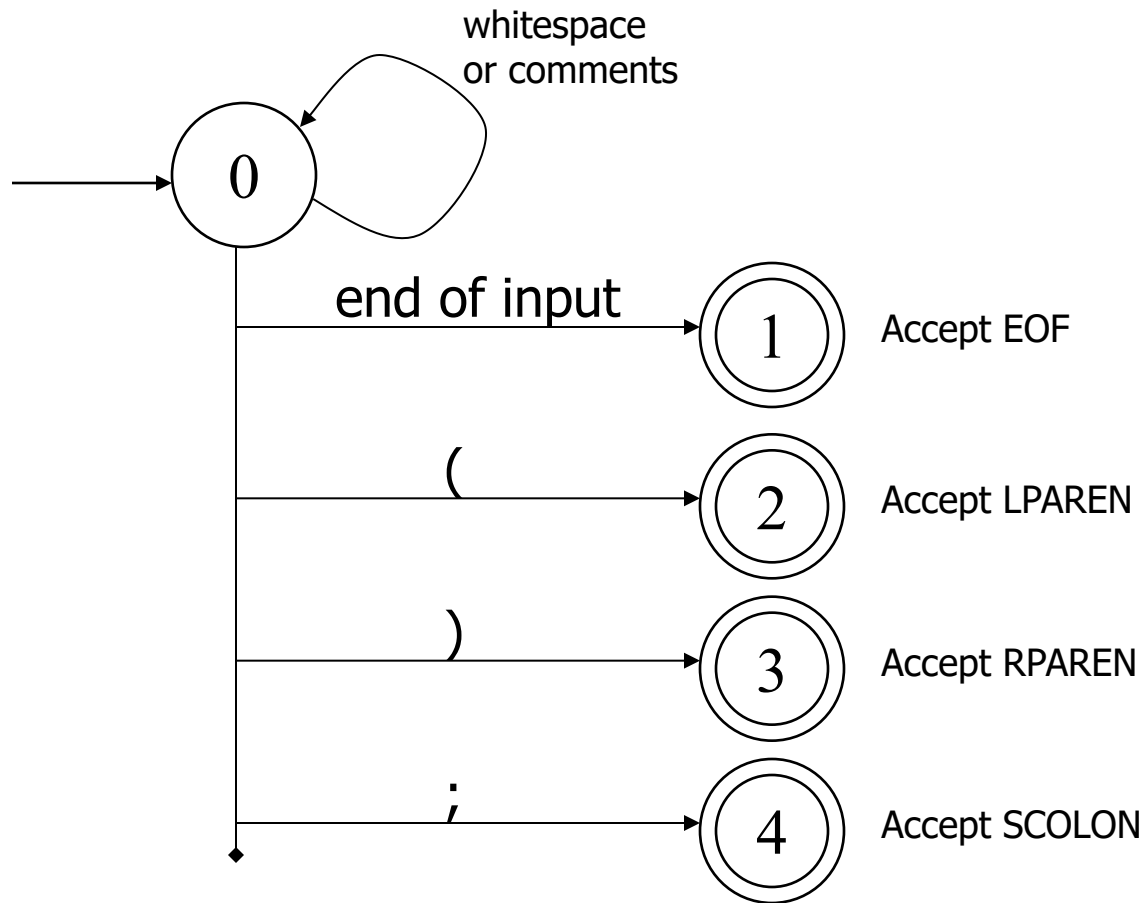 whitespace
or comments
0
end of input
1
Accept EOF
(
2
Accept LPAREN
)
3
Accept RPAREN
;
4
Accept SCOLON